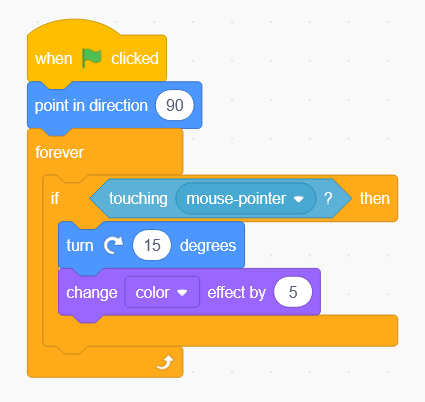 when clicked
point in direction 90
forever
if touching mouse-pointer ? then
turn 15 degrees
change color effect by 5